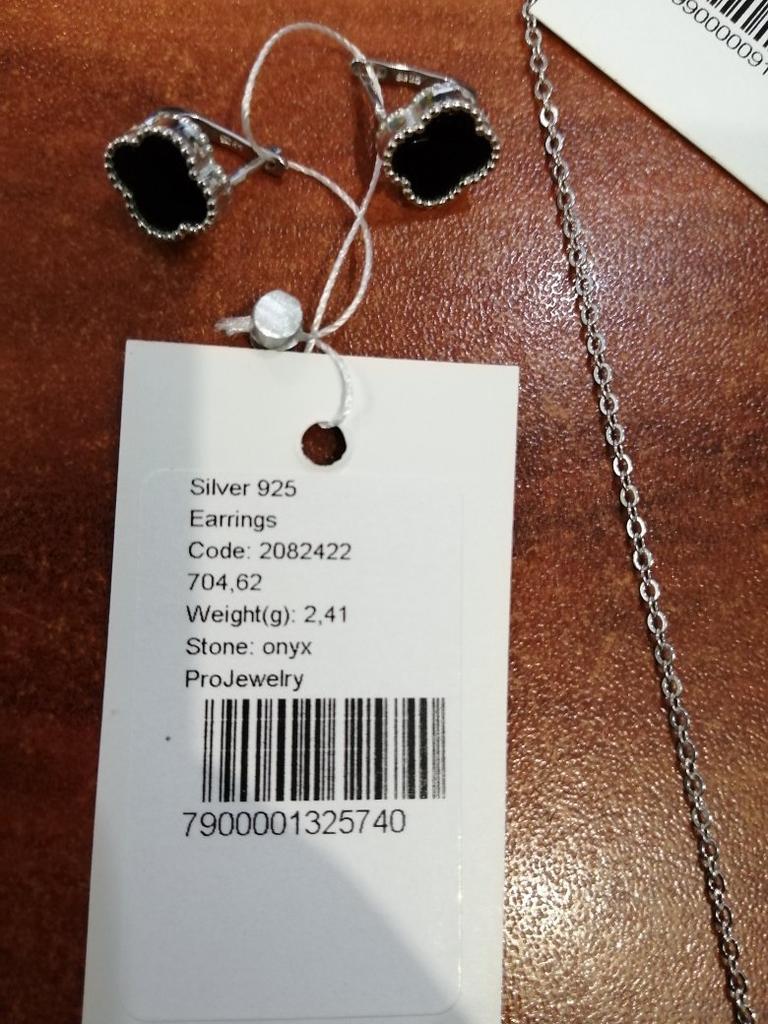 Silver 925
Earrings
Code: 2082422
704,62
Weight(g): 2,41
Stone: onyx
ProJewelry
7900001325740